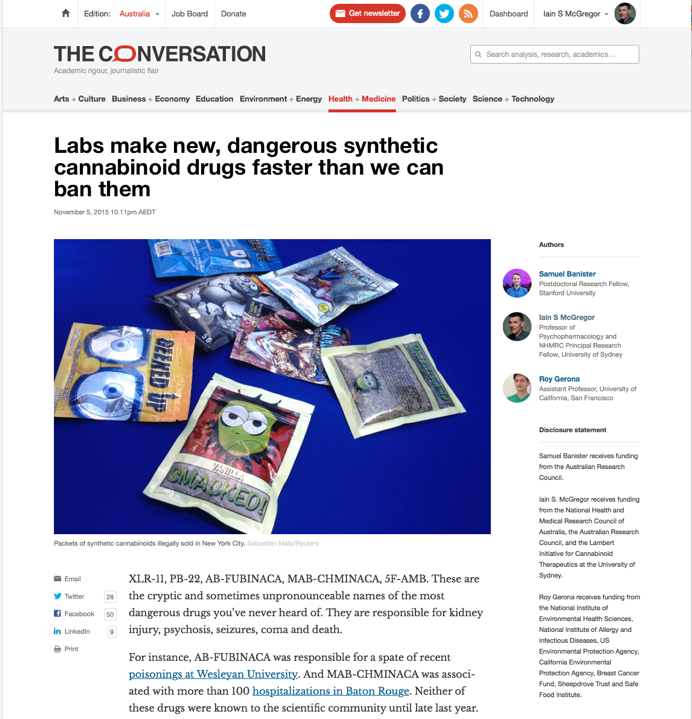 Edition: Australia Job Board Donate Get newsletter Dashboard Iain S McGregor
THE CONVERSATION
Academic rigour, journalistic flair
Search analysis, research, academics…
Arts + Culture Business + Economy Education Environment + Energy Health + Medicine Politics + Society Science + Technology
Labs make new, dangerous synthetic
cannabinoid drugs faster than we can
ban them
November 5, 2015 10.11pm AEDT
DEKED UP
VANILLA
SMACKED!
Packets of synthetic cannabinoids illegally sold in New York City. Sebastien Malo/Reuters
Email
Twitter 28
Facebook 50
LinkedIn 9
Print
XLR-11, PB-22, AB-FUBINACA, MAB-CHMINACA, 5F-AMB. These are
the cryptic and sometimes unpronounceable names of the most
dangerous drugs you've never heard of. They are responsible for kidney
injury, psychosis, seizures, coma and death.
For instance, AB-FUBINACA was responsible for a spate of recent
poisonings at Wesleyan University. And MAB-CHMINACA was associ-
ated with more than 100 hospitalizations in Baton Rouge. Neither of
these drugs were known to the scientific community until late last year.
Authors
Samuel Banister
Postdoctoral Research Fellow,
Stanford University
Iain S McGregor
Professor of
Psychopharmacology and
NHMRC Principal Research
Fellow, University of Sydney
Roy Gerona
Assistant Professor, University of
California, San Francisco
Disclosure statement
Samuel Banister receives funding
from the Australian Research
Council.
Iain S. McGregor receives funding
from the National Health and
Medical Research Council of
Australia, the Australian Research
Council, and the Lambert
Initiative for Cannabinoid
Therapeutics at the University of
Sydney.
Roy Gerona receives funding from
the National Institute of
Environmental Health Sciences,
National Institute of Allergy and
Infectious Diseases, US
Environmental Protection Agency,
California Environmental
Protection Agency, Breast Cancer
Fund, Sheepdrove Trust and Safe
Food Institute.